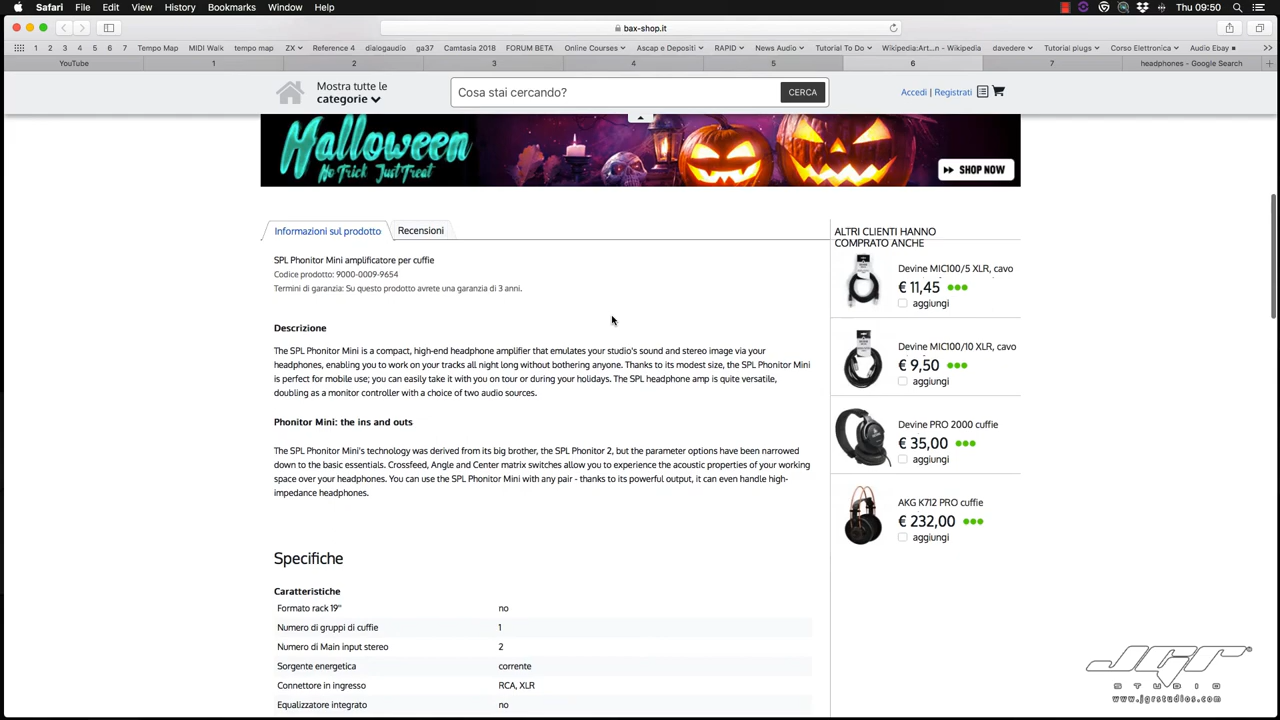 Safari File Edit View History Bookmarks Window Help Thu 09:50
bax-shop.it
1 2 3 4 5 6 7 Tempo Map MIDI Waik tempo map ZX Reference 4 dialogaudio ga37 Camtasia 2018 FORUM BETA Online Courses Ascap e Depositi RAPID News Audio Tutorial To Do Wikipedia:Art...n - Wikipedia davedere Tutorial plugs Corso Elettronica Audio Ebay
YouTube 1 2 3 4 5 6 7 headphones - Google Search
Mostra tutte le
categorie
Cosa stai cercando?
CERCA
Accedi | Registrati
Halloween
No Trick Just Treat
SHOP NOW
Informazioni sul prodotto Recensioni
SPL Phonitor Mini amplificatore per cuffie
Codice prodotto: 9000-0009-9654
Termini di garanzia: Su questo prodotto avrete una garanzia di 3 anni.
Descrizione
The SPL Phonitor Mini is a compact, high-end headphone amplifier that emulates your studio's sound and stereo image via your
headphones, enabling you to work on your tracks all night long without bothering anyone. Thanks to its modest size, the SPL Phonitor Mini
is perfect for mobile use; you can easily take it with you on tour or during your holidays. The SPL headphone amp is quite versatile,
doubling as a monitor controller with a choice of two audio sources.
Phonitor Mini: the ins and outs
The SPL Phonitor Mini's technology was derived from its big brother, the SPL Phonitor 2, but the parameter options have been narrowed
down to the basic essentials. Crossfeed, Angle and Center matrix switches allow you to experience the acoustic properties of your working
space over your headphones. You can use the SPL Phonitor Mini with any pair - thanks to its powerful output, it can even handle high-
impedance headphones.
Specifiche
Caratteristiche
Formato rack 19" no
Numero di gruppi di cuffie 1
Numero di Main input stereo 2
Sorgente energetica corrente
Connettore in ingresso RCA, XLR
Equalizzatore integrato no
ALTRI CLIENTI HANNO
COMPRATO ANCHE
Devine MIC100/5 XLR, cavo
€ 11,45
aggiungi
Devine MIC100/10 XLR, cavo
€ 9,50
aggiungi
Devine PRO 2000 cuffie
€ 35,00
aggiungi
AKG K712 PRO cuffie
€ 232,00
aggiungi
JGR
STUDIO
www.jgrstudios.com